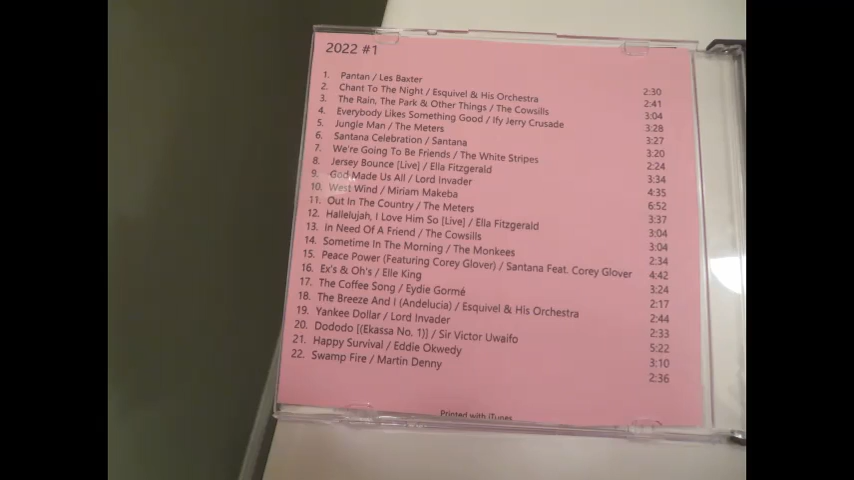 2022 #1
1. Pantan / Les Baxter 2:30
2. Chant To The Night / Esquivel & His Orchestra 2:41
3. The Rain, The Park & Other Things / The Cowsills 3:04
4. Everybody Likes Something Good / Ify Jerry Crusade 3:28
5. Jungle Man / The Meters 3:27
6. Santana Celebration / Santana 3:20
7. We're Going To Be Friends / The White Stripes 2:24
8. Jersey Bounce [Live] / Ella Fitzgerald 3:34
9. God Made Us All / Lord Invader 4:35
10. West Wind / Miriam Makeba 6:52
11. Out In The Country / The Meters 3:37
12. Hallelujah, I Love Him So [Live] / Ella Fitzgerald 3:04
13. In Need Of A Friend / The Cowsills 3:04
14. Sometime In The Morning / The Monkees 2:34
15. Peace Power (Featuring Corey Glover) / Santana Feat. Corey Glover 4:42
16. Ex's & Oh's / Elle King 3:24
17. The Coffee Song / Eydie Gormé 2:17
18. The Breeze And I (Andelucia) / Esquivel & His Orchestra 2:44
19. Yankee Dollar / Lord Invader 2:33
20. Dododo [(Ekassa No. 1)] / Sir Victor Uwaifo 5:22
21. Happy Survival / Eddie Okwedy 3:10
22. Swamp Fire / Martin Denny 2:36
Printed with iTunes